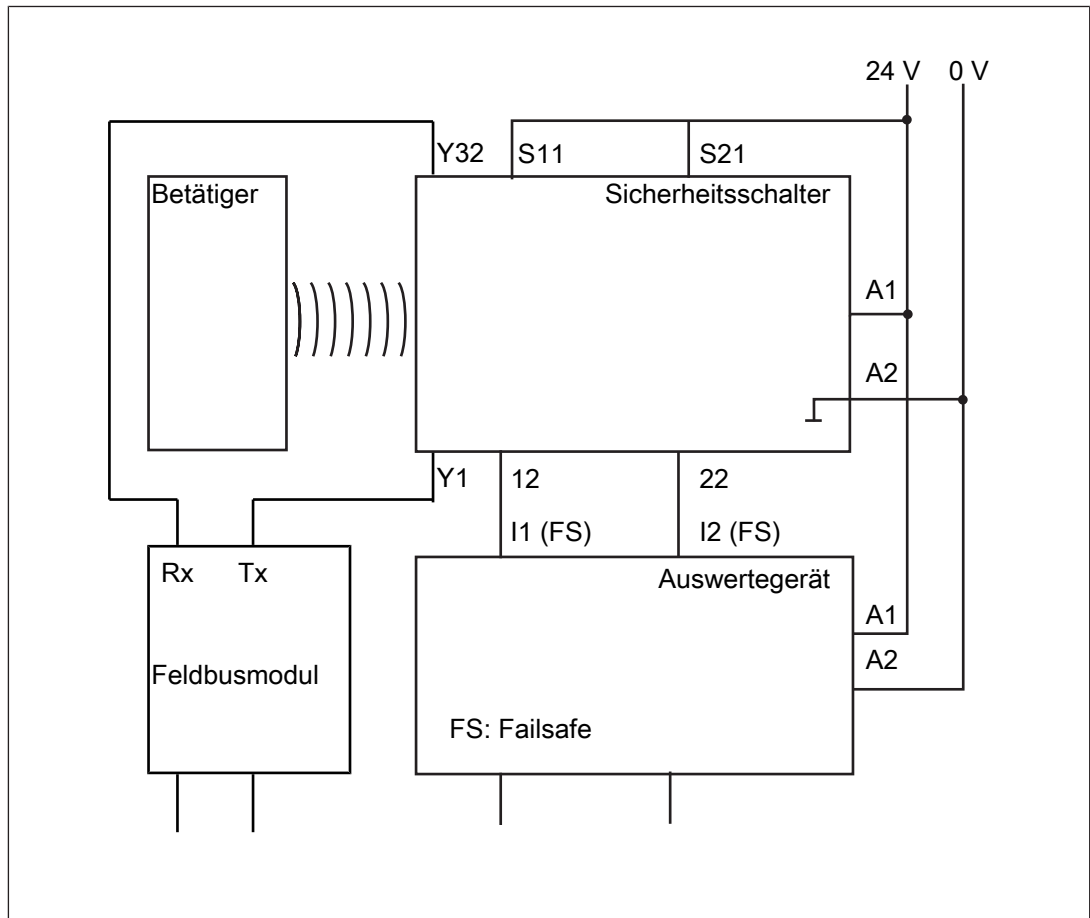 24 V 0 V
Y32 S11 S21
Betätiger Sicherheitsschalter
A1
A2
Y1 12 22
I1 (FS) I2 (FS)
Rx Tx Auswertegerät
A1
A2
Feldbusmodul
FS: Failsafe